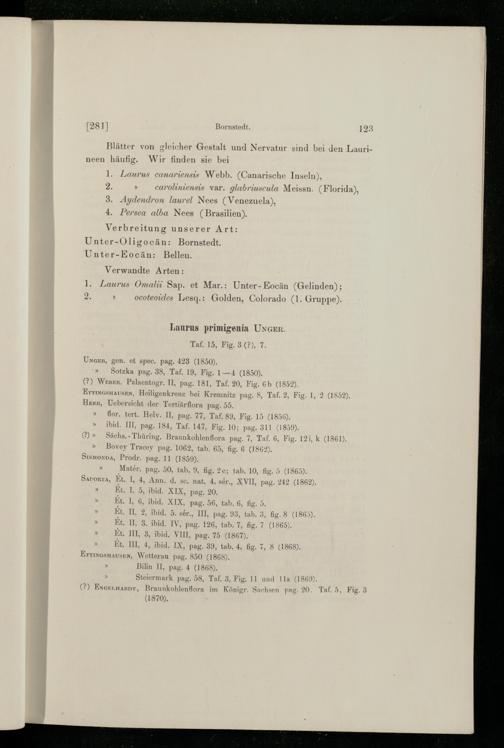 [281] Bornstedt. 123
Blätter von gleicher Gestalt und Nervatur sind bei den Lauri-
neen häufig. Wir finden sie bei
1. Laurus canariensis Webb. (Canarische Inseln),
2. » caroliniensis var. glabriuscula Meissn. (Florida),
3. Aydendron laurel Nees (Venezuela),
4. Persea alba Nees (Brasilien).
Verbreitung unserer Art:
Unter-Oligocän: Bornstedt.
Unter-Eocän: Belleu.
Verwandte Arten:
1. Laurus Omalii Sap. et Mar.: Unter-Eocän (Gelinden);
2. » ocoteoides Lesq.: Golden, Colorado (1. Gruppe).
Laurus primigenia UNGER.
Taf. 15, Fig. 3 (?), 7.
UNGER, gen. et spec. pag. 423 (1850).
» Sotzka pag. 38, Taf. 19, Fig. 1—4 (1850).
(?) WEBER, Palaeontogr. II, pag. 181, Taf. 20, Fig. 6b (1852).
ETTINGSHAUSEN, Heiligenkreuz bei Kremnitz pag. 8, Taf. 2, Fig. 1, 2 (1852).
HEER, Uebersicht der Tertiärflora pag. 55.
» flor. tert. Helv. II, pag. 77, Taf. 89, Fig. 15 (1856).
» ibid. III, pag. 184, Taf. 147, Fig. 10; pag. 311 (1859).
(?) » Sächs.-Thüring. Braunkohlenflora pag. 7, Taf. 6, Fig. 12i, k (1861).
» Bovey Tracey pag. 1062, tab. 65, fig. 6 (1862).
SISMONDA, Prodr. pag. 11 (1859).
» Matér. pag. 50, tab. 9, fig. 2c; tab. 10, fig. 5 (1865).
SAPORTA, Ét. I, 4, Ann. d. sc. nat. 4. sér., XVII, pag. 242 (1862).
» Ét. I, 5, ibid. XIX, pag. 20.
» Ét. I, 6, ibid. XIX, pag. 56, tab. 6, fig. 5.
» Ét. II, 2, ibid. 5. sér., III, pag. 93, tab. 3, fig. 8 (1865).
» Ét. II, 3, ibid. IV, pag. 126, tab. 7, fig. 7 (1865).
» Ét. III, 3, ibid. VIII, pag. 75 (1867).
» Ét. III, 4, ibid. IX, pag. 39, tab. 4, fig. 7, 8 (1868).
ETTINGSHAUSEN, Wetterau pag. 850 (1868).
» Bilin II, pag. 4 (1868).
» Steiermark pag. 58, Taf. 3, Fig. 11 und 11a (1869).
(?) ENGELHARDT, Braunkohlenflora im Königr. Sachsen pag. 20, Taf. 5, Fig. 3
(1870).